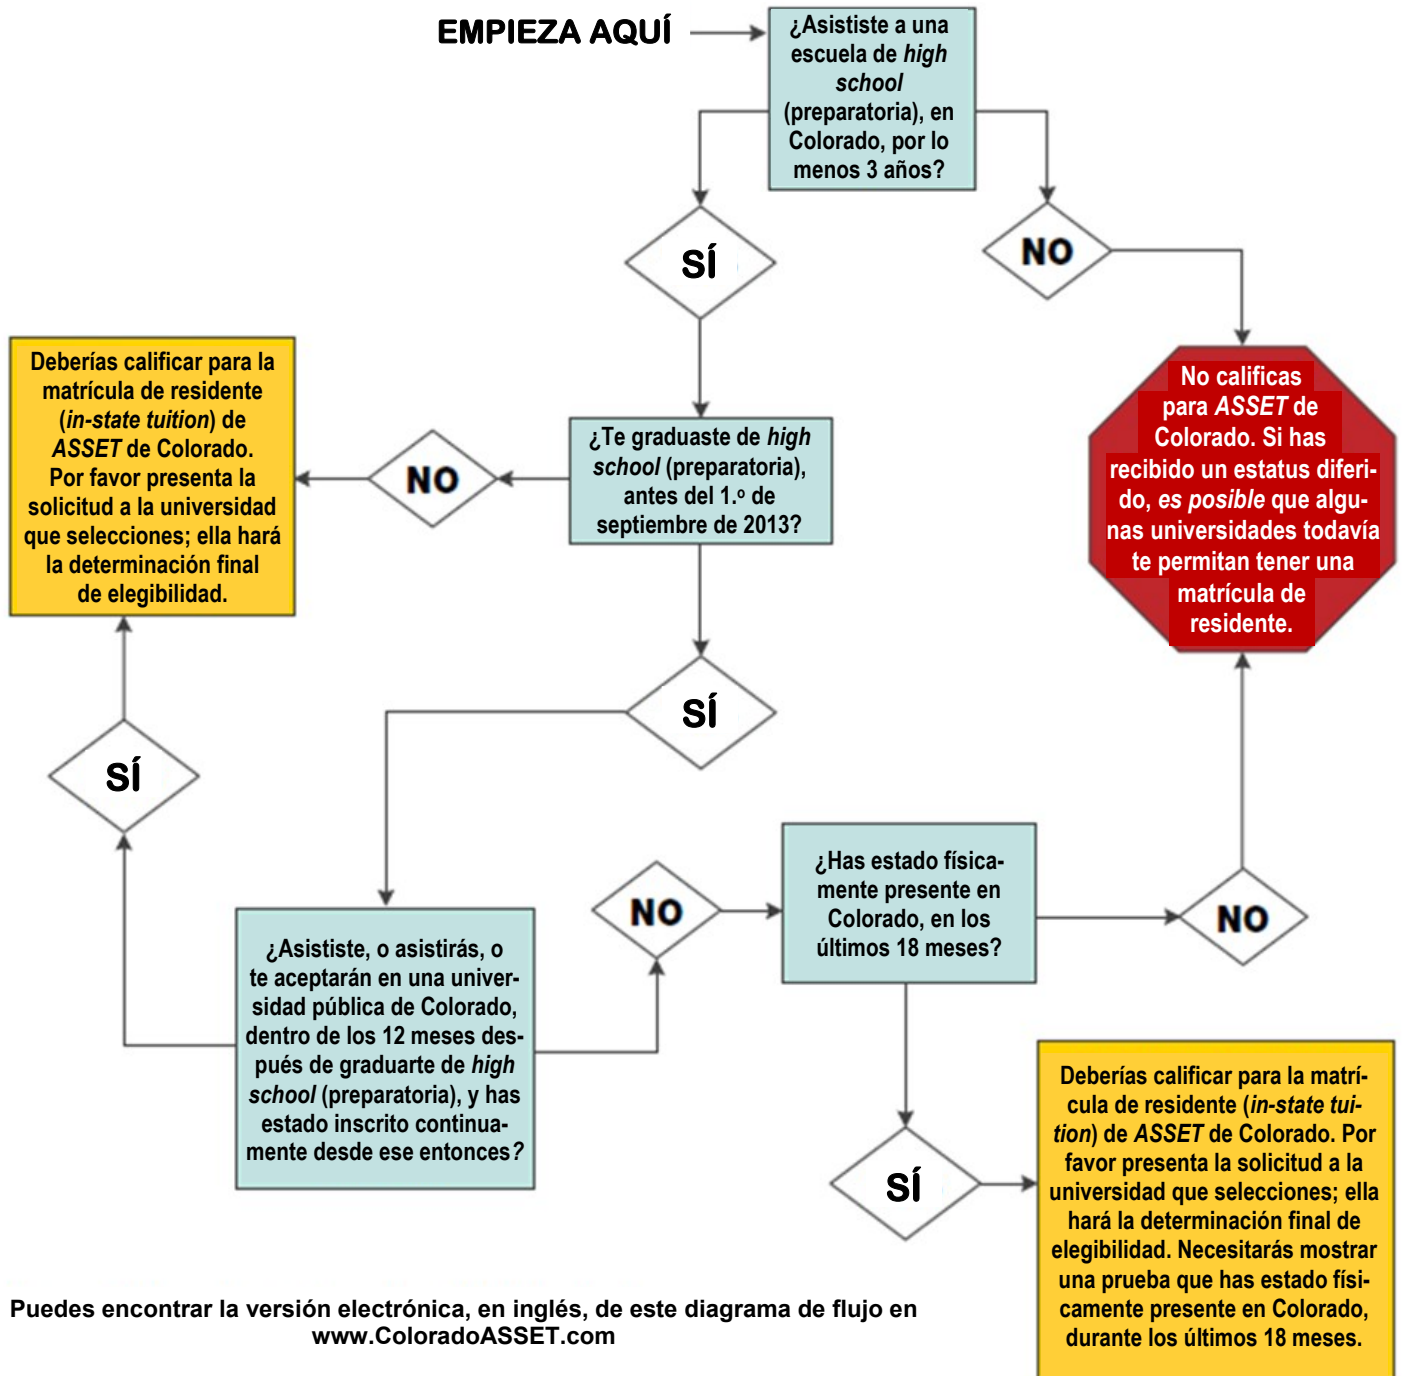 EMPIEZA AQUÍ
¿Asististe a una
escuela de high
school
(preparatoria), en
Colorado, por lo
menos 3 años?
SÍ
NO
Deberías calificar para la
matrícula de residente
(in-state tuition) de
ASSET de Colorado.
Por favor presenta la
solicitud a la universidad
que selecciones; ella hará
la determinación final
de elegibilidad.
NO
¿Te graduaste de high
school (preparatoria),
antes del 1.º de
septiembre de 2013?
No calificas
para ASSET de
Colorado. Si has
recibido un estatus diferi-
do, es posible que algu-
nas universidades todavía
te permitan tener una
matrícula de
residente.
SÍ
SÍ
¿Asististe, o asistirás, o
te aceptarán en una univer-
sidad pública de Colorado,
dentro de los 12 meses des-
pués de graduarte de high
school (preparatoria), y has
estado inscrito continua-
mente desde ese entonces?
NO
¿Has estado física-
mente presente en
Colorado, en los
últimos 18 meses?
NO
SÍ
Deberías calificar para la matrí-
cula de residente (in-state tui-
tion) de ASSET de Colorado. Por
favor presenta la solicitud a la
universidad que selecciones; ella
hará la determinación final de
elegibilidad. Necesitarás mostrar
una prueba que has estado físi-
camente presente en Colorado,
durante los últimos 18 meses.
Puedes encontrar la versión electrónica, en inglés, de este diagrama de flujo en
www.ColoradoASSET.com